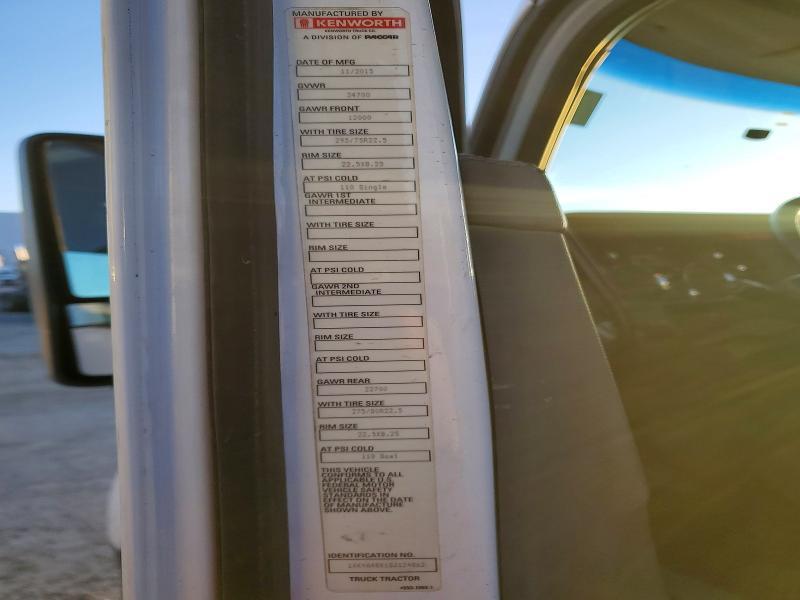 MANUFACTURED BY
KENWORTH
KENWORTH TRUCK CO.
A DIVISION OF PACCAR
DATE OF MFG
11/2015
GVWR
34700
GAWR FRONT
12000
WITH TIRE SIZE
295/75R22.5
RIM SIZE
22.5X8.25
AT PSI COLD
110 Single
GAWR 1ST
INTERMEDIATE
WITH TIRE SIZE
RIM SIZE
AT PSI COLD
GAWR 2ND
INTERMEDIATE
WITH TIRE SIZE
RIM SIZE
AT PSI COLD
GAWR REAR
22700
WITH TIRE SIZE
275/80R22.5
RIM SIZE
22.5X8.25
AT PSI COLD
110 Dual
THIS VEHICLE
CONFORMS TO ALL
APPLICABLE U.S.
FEDERAL MOTOR
VEHICLE SAFETY
STANDARDS IN
EFFECT ON THE DATE
OF MANUFACTURE
SHOWN ABOVE.
IDENTIFICATION NO.
TRUCK TRACTOR